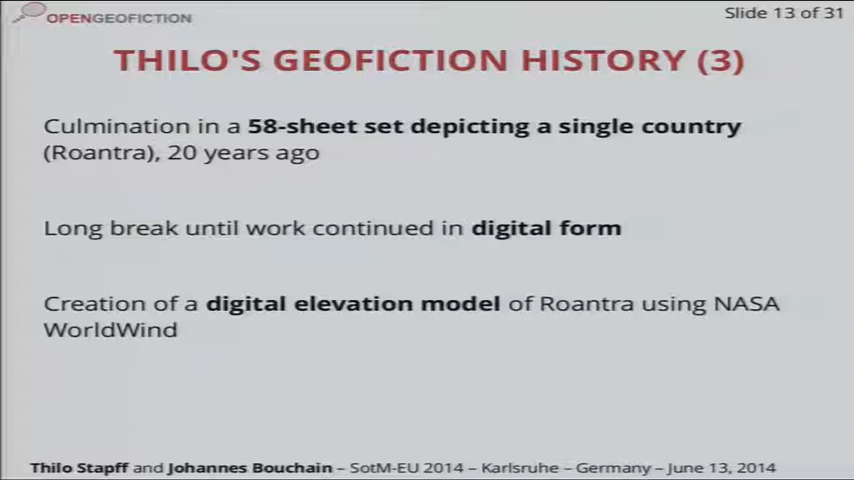 OPENGEOFICTION
Slide 13 of 31
THILO'S GEOFICTION HISTORY (3)
Culmination in a 58-sheet set depicting a single country
(Roantra), 20 years ago
Long break until work continued in digital form
Creation of a digital elevation model of Roantra using NASA
WorldWind
Thilo Stapff and Johannes Bouchain – SotM-EU 2014 – Karlsruhe – Germany – June 13, 2014